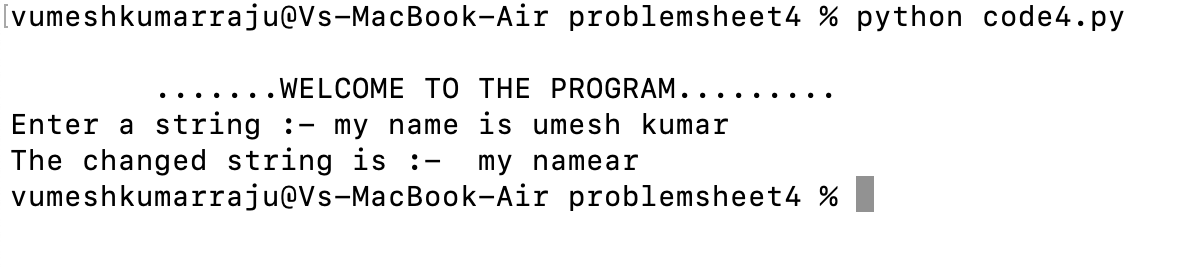 [vumeshkumarraju@Vs-MacBook-Air problemsheet4 % python code4.py
.......WELCOME TO THE PROGRAM.........
Enter a string :- my name is umesh kumar
The changed string is :-  my namear
vumeshkumarraju@Vs-MacBook-Air problemsheet4 %